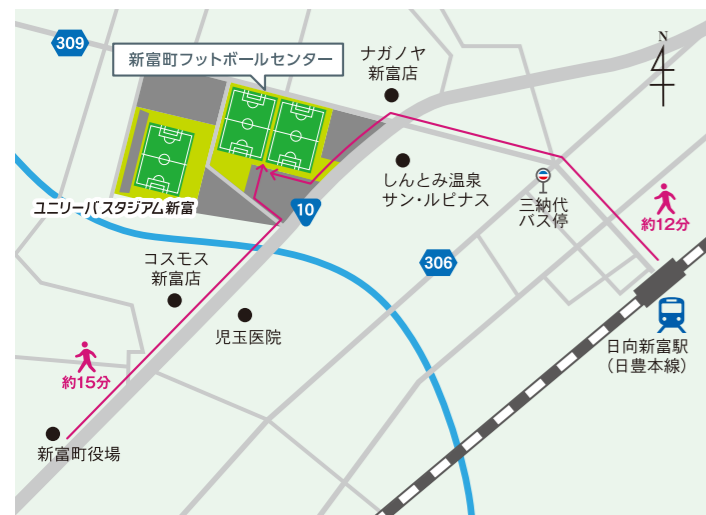 309
新富町フットボールセンター
ナガノヤ
新富店
N
しんとみ温泉
サン・ルピナス
三納代
バス停
約12分
ユニリーバスタジアム新富
10
306
コスモス
新富店
児玉医院
日向新富駅
（日豊本線）
約15分
新富町役場